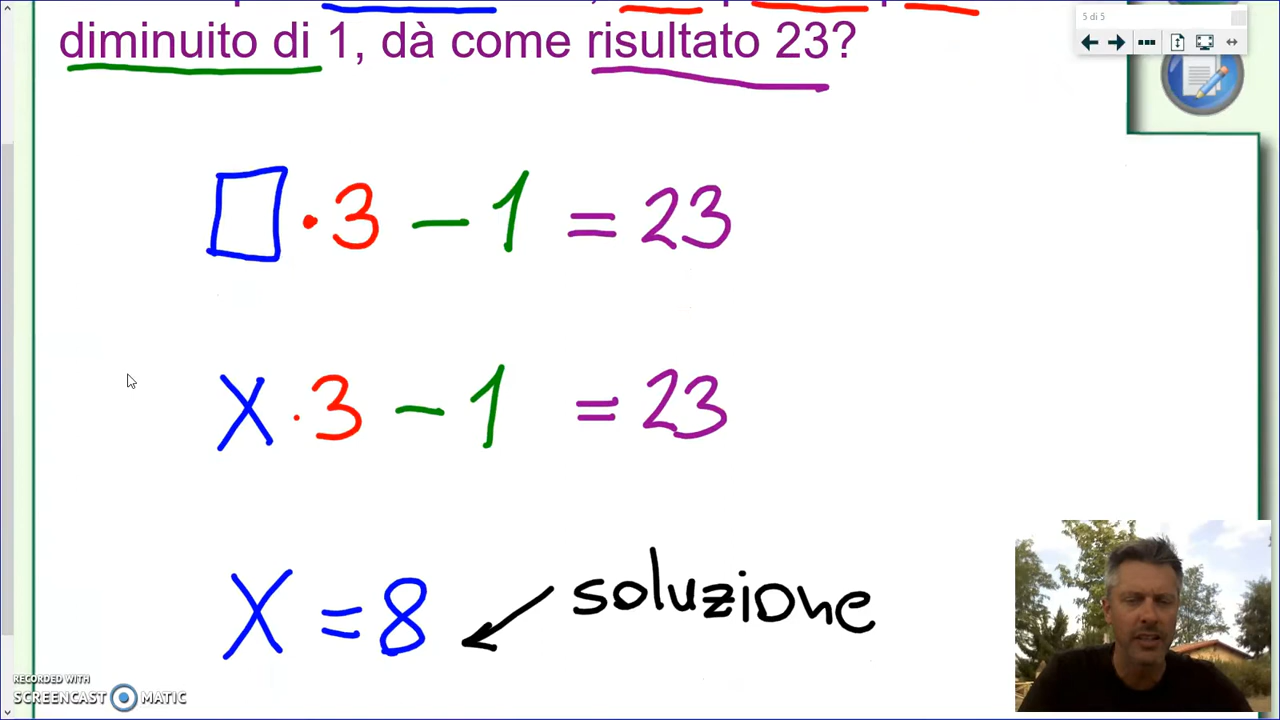 5 di 5
diminuito di 1, dà come risultato 23?
□ · 3 – 1 = 23
X · 3 – 1 = 23
X = 8 soluzione
RECORDED WITH
SCREENCAST MATIC